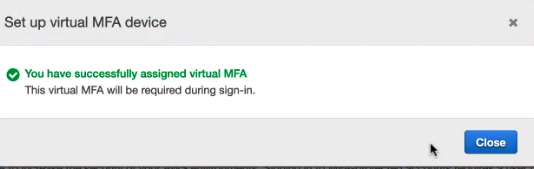 Set up virtual MFA device
×
You have successfully assigned virtual MFA
This virtual MFA will be required during sign-in.
Close